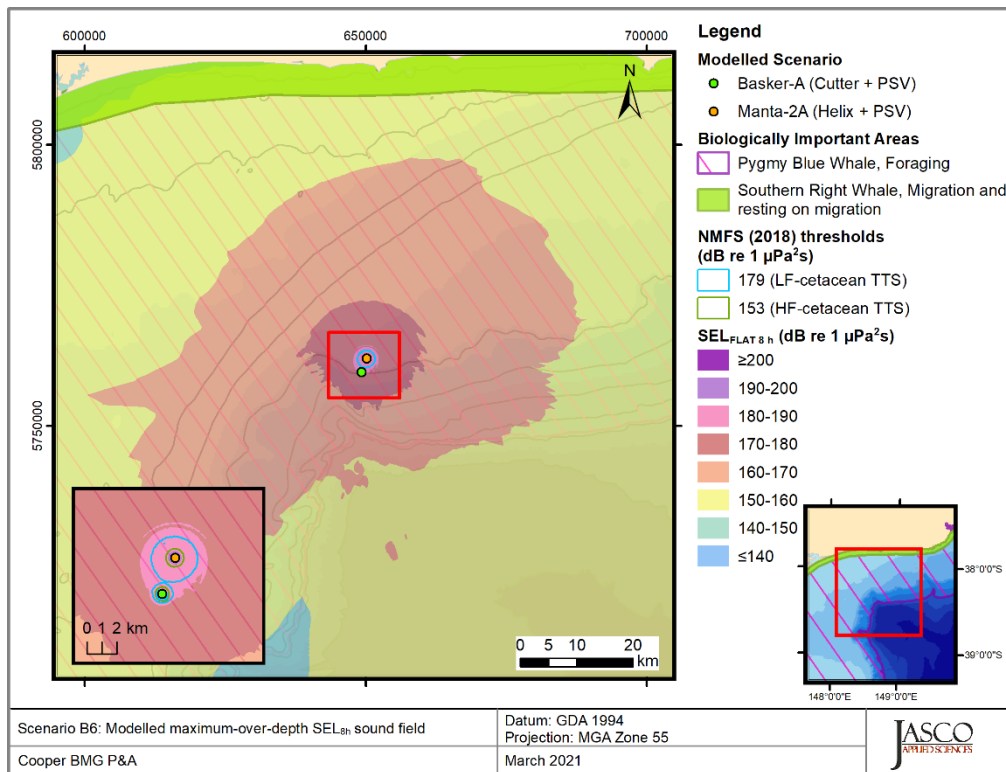 600000
650000
700000
5800000
5750000
N
0 1 2 km
0 5 10 20
km
Legend
Modelled Scenario
Basker-A (Cutter + PSV)
Manta-2A (Helix + PSV)
Biologically Important Areas
Pygmy Blue Whale, Foraging
Southern Right Whale, Migration and
resting on migration
NMFS (2018) thresholds
(dB re 1 µPa²s)
179 (LF-cetacean TTS)
153 (HF-cetacean TTS)
SEL FLAT 8 h (dB re 1 µPa²s)
≥200
190-200
180-190
170-180
160-170
150-160
140-150
≤140
38°0'0"S
39°0'0"S
148°0'0"E
149°0'0"E
Scenario B6: Modelled maximum-over-depth SEL8h sound field
Cooper BMG P&A
Datum: GDA 1994
Projection: MGA Zone 55
March 2021
JASCO
APPLIED SCIENCES